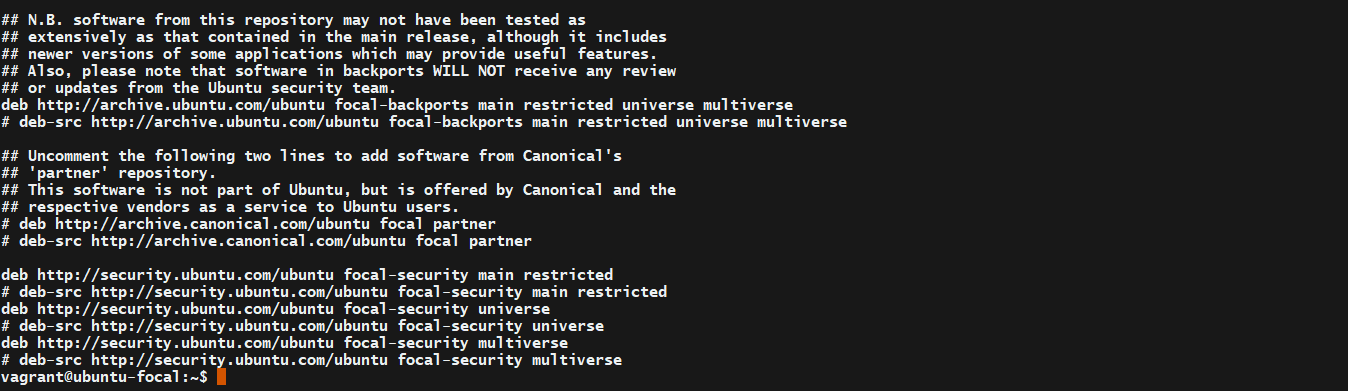 ## N.B. software from this repository may not have been tested as
## extensively as that contained in the main release, although it includes
## newer versions of some applications which may provide useful features.
## Also, please note that software in backports WILL NOT receive any review
## or updates from the Ubuntu security team.
deb http://archive.ubuntu.com/ubuntu focal-backports main restricted universe multiverse
# deb-src http://archive.ubuntu.com/ubuntu focal-backports main restricted universe multiverse

## Uncomment the following two lines to add software from Canonical's
## 'partner' repository.
## This software is not part of Ubuntu, but is offered by Canonical and the
## respective vendors as a service to Ubuntu users.
# deb http://archive.canonical.com/ubuntu focal partner
# deb-src http://archive.canonical.com/ubuntu focal partner

deb http://security.ubuntu.com/ubuntu focal-security main restricted
# deb-src http://security.ubuntu.com/ubuntu focal-security main restricted
deb http://security.ubuntu.com/ubuntu focal-security universe
# deb-src http://security.ubuntu.com/ubuntu focal-security universe
deb http://security.ubuntu.com/ubuntu focal-security multiverse
# deb-src http://security.ubuntu.com/ubuntu focal-security multiverse
vagrant@ubuntu-focal:~$